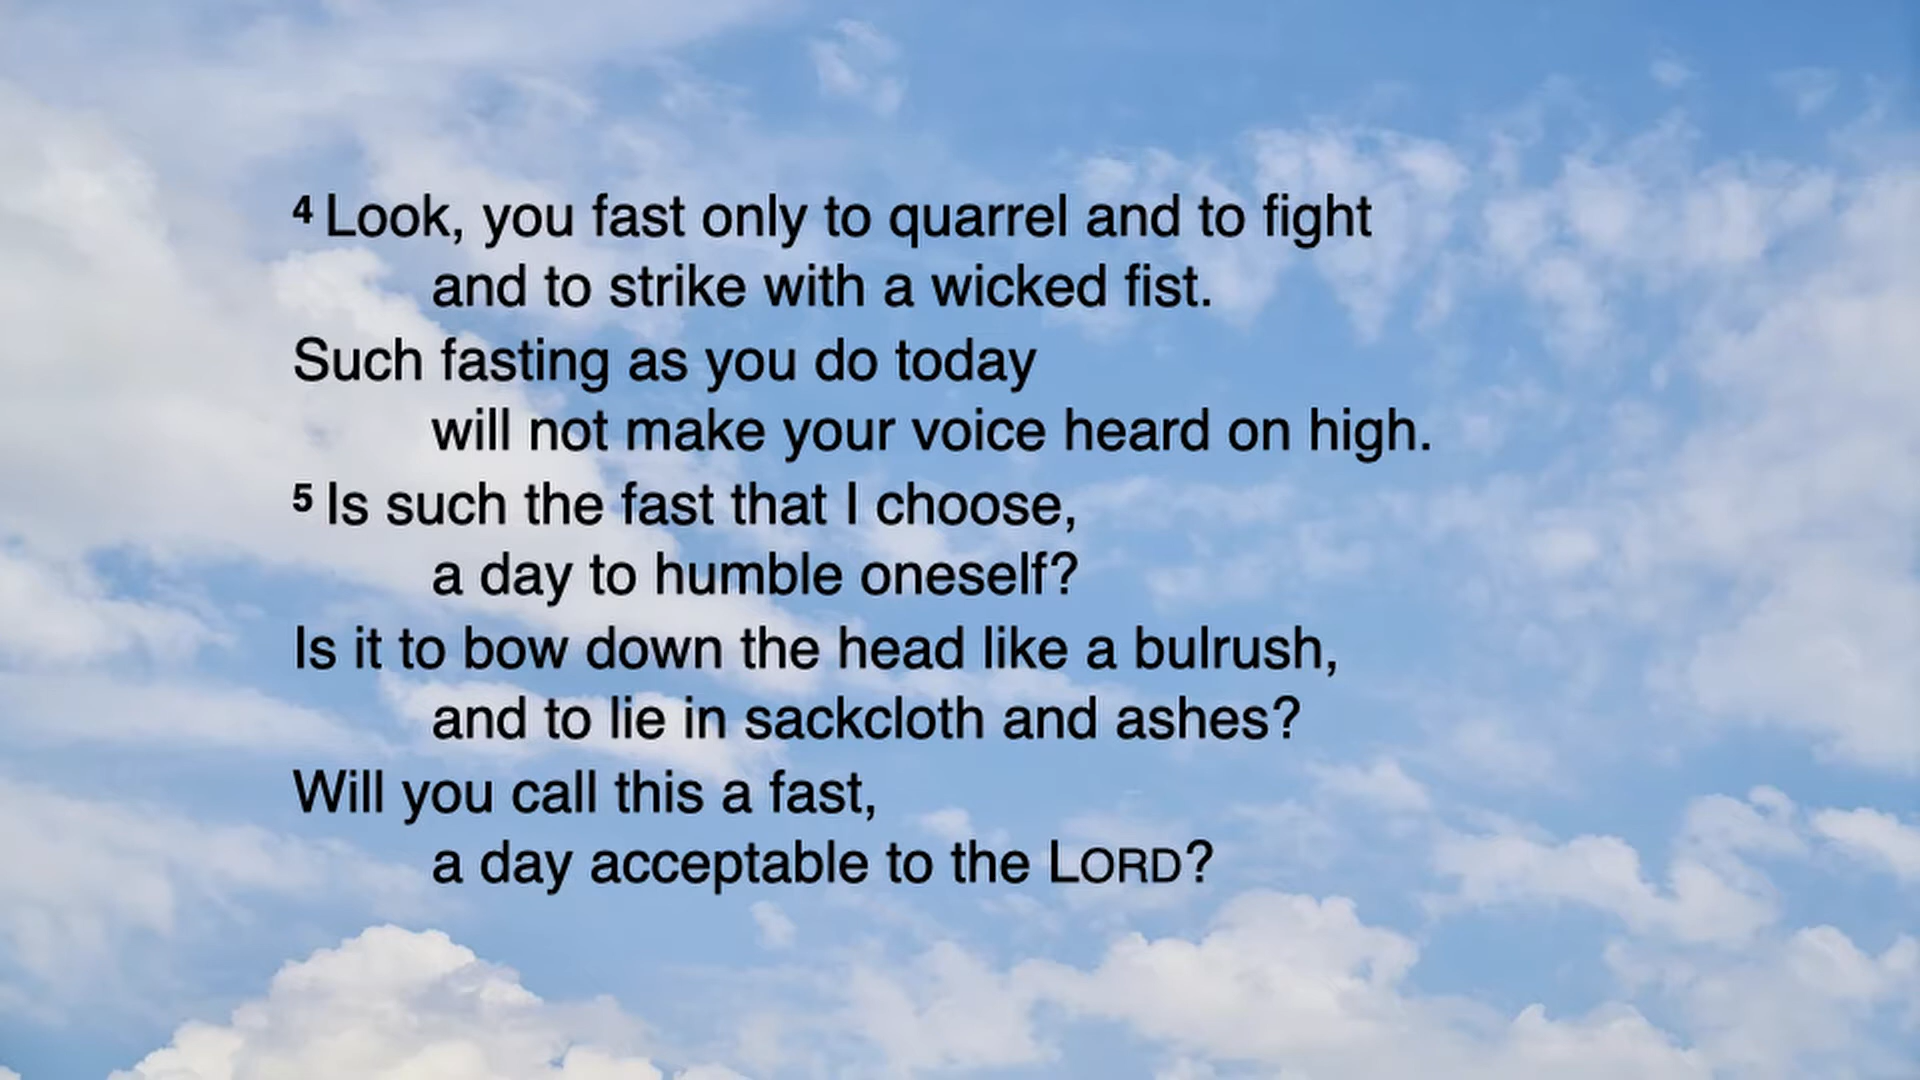 4 Look, you fast only to quarrel and to fight
and to strike with a wicked fist.
Such fasting as you do today
will not make your voice heard on high.
5 Is such the fast that I choose,
a day to humble oneself?
Is it to bow down the head like a bulrush,
and to lie in sackcloth and ashes?
Will you call this a fast,
a day acceptable to the LORD?